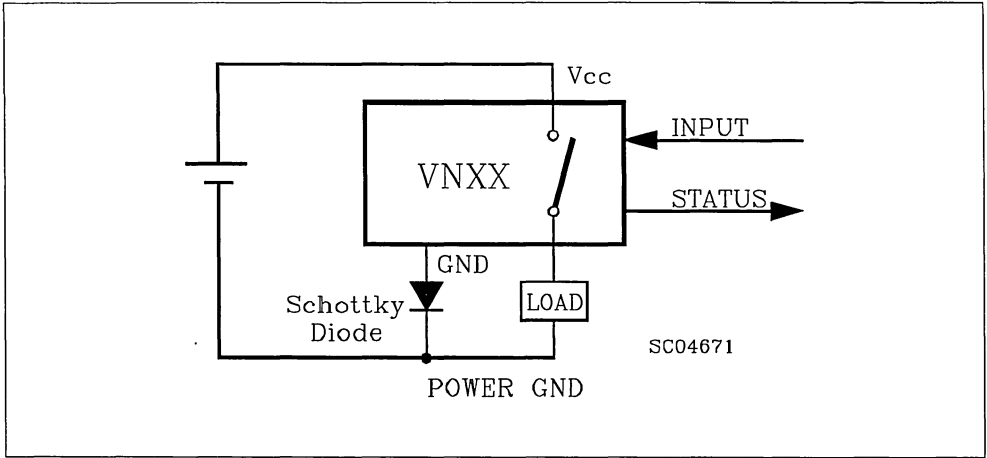 Vcc
INPUT
VNXX
STATUS
GND
Schottky
Diode
LOAD
SC04671
POWER GND